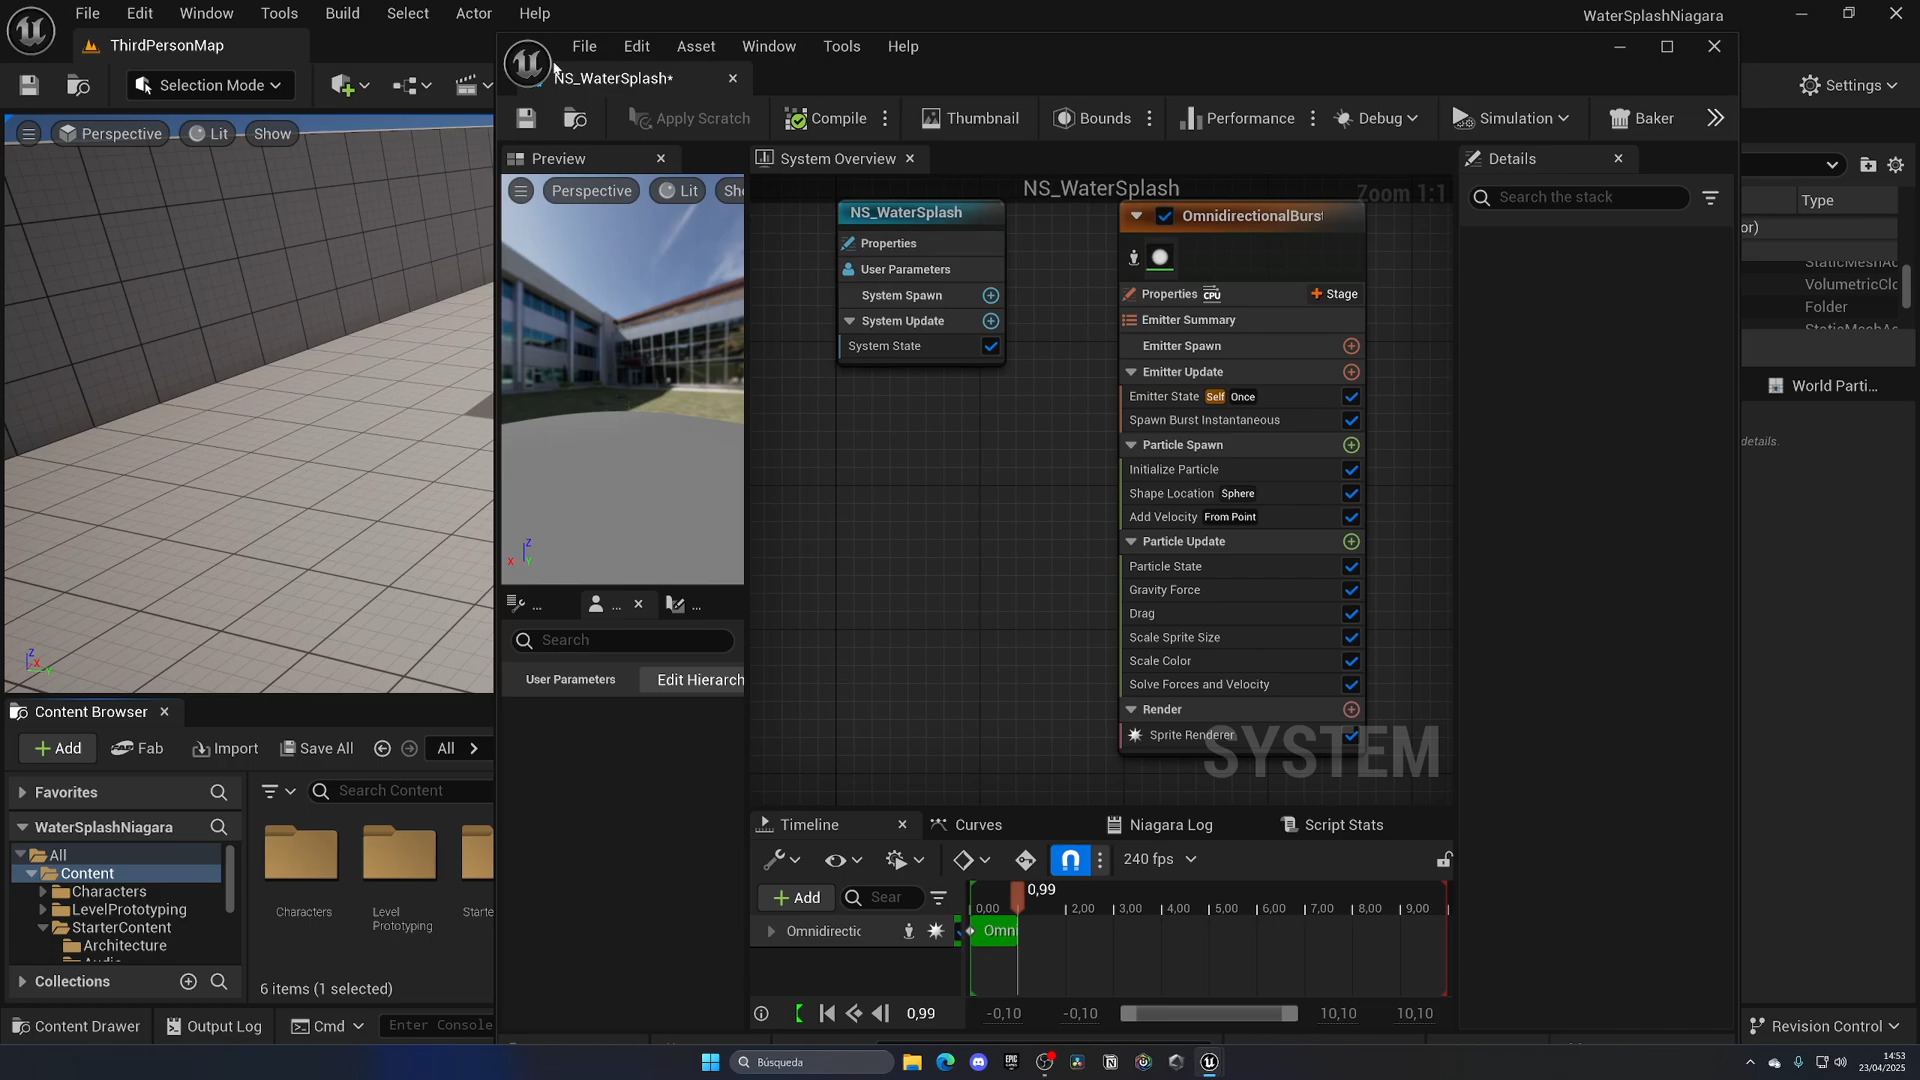 File Edit Window Tools Build Select Actor Help
WaterSplashNiagara
ThirdPersonMap
Selection Mode
Settings
Perspective Lit Show
File Edit Asset Window Tools Help
NS_WaterSplash*
Apply Scratch Compile Thumbnail Bounds Performance Debug Simulation Baker
Preview
Perspective Lit Sho
System Overview
NS_WaterSplash
Zoom 1:1
NS_WaterSplash
Properties
User Parameters
System Spawn
System Update
System State
OmnidirectionalBurst
Properties CPU Stage
Emitter Summary
Emitter Spawn
Emitter Update
Emitter State Self Once
Spawn Burst Instantaneous
Particle Spawn
Initialize Particle
Shape Location Sphere
Add Velocity From Point
Particle Update
Particle State
Gravity Force
Drag
Scale Sprite Size
Scale Color
Solve Forces and Velocity
Render
Sprite Renderer
SYSTEM
Details
Search the stack
Type
or)
VolumetricClo
Folder
World Parti...
details.
... ... ...
Search
User Parameters Edit Hierarch
Z
X Y
Z
X Y
Timeline Curves Niagara Log Script Stats
240 fps
Add Sear
0,99
0,00 2,00 3,00 4,00 5,00 6,00 7,00 8,00 9,00
Omnidirectic Omni
0,99 -0,10 -0,10 10,10 10,10
Content Browser
Add Fab Import Save All All
Favorites
Search Content
WaterSplashNiagara
All
Content
Characters
LevelPrototyping
StarterContent
Architecture
Collections
Characters
Level
Prototyping
Starte
6 items (1 selected)
Content Drawer Output Log Cmd Enter Console
Revision Control
Búsqueda
14:53
23/04/2025